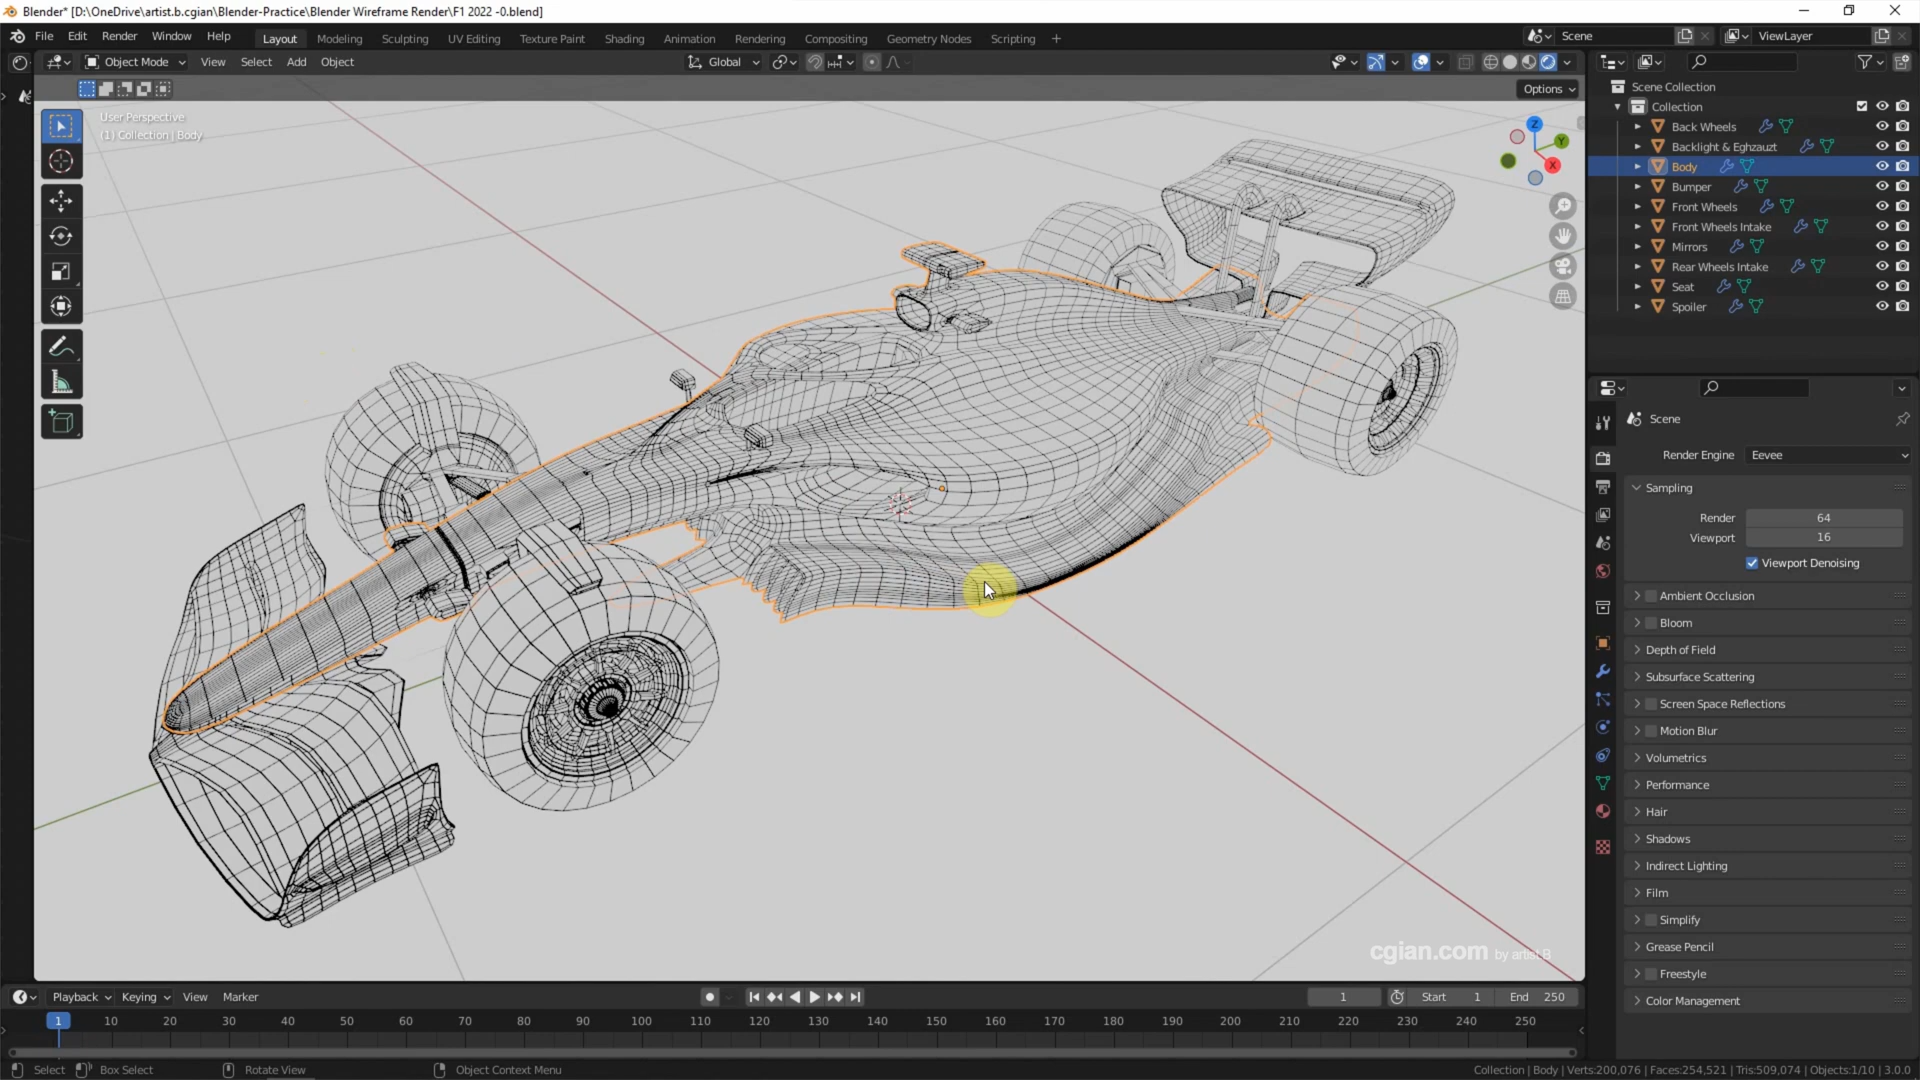 Blender* [D:\OneDrive\artist.b.cgian\Blender-Practice\Blender Wireframe Render\F1 2022 -0.blend]
File Edit Render Window Help Layout Modeling Sculpting UV Editing Texture Paint Shading Animation Rendering Compositing Geometry Nodes Scripting + Scene ViewLayer
Object Mode View Select Add Object Global
Options
User Perspective
(1) Collection | Body
Z
Y
X
Scene Collection
Collection
Back Wheels
Backlight & Eghzauzt
Body
Bumper
Front Wheels
Front Wheels Intake
Mirrors
Rear Wheels Intake
Seat
Spoiler
Scene
Render Engine Eevee
Sampling
Render 64
Viewport 16
Viewport Denoising
Ambient Occlusion
Bloom
Depth of Field
Subsurface Scattering
Screen Space Reflections
Motion Blur
Volumetrics
Performance
Hair
Shadows
Indirect Lighting
Film
Simplify
Grease Pencil
Freestyle
Color Management
cgian.com by artist B
Playback Keying View Marker 1 Start 1 End 250
1 10 20 30 40 50 60 70 80 90 100 110 120 130 140 150 160 170 180 190 200 210 220 230 240 250
Select Box Select Rotate View Object Context Menu Collection | Body | Verts:200,076 | Faces:254,521 | Tris:509,074 | Objects:1/10 | 3.0.0